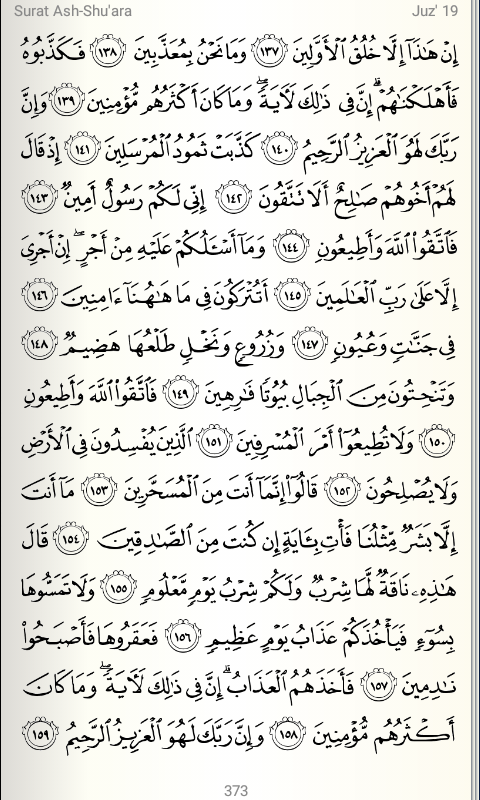 Surat Ash-Shu'ara Juz' 19
إِنْ هَٰذَآ إِلَّا خُلُقُ ٱلْأَوَّلِينَ ١٣٧ وَمَا نَحْنُ بِمُعَذَّبِينَ ١٣٨ فَكَذَّبُوهُ
فَأَهْلَكْنَٰهُمْ ۗ إِنَّ فِى ذَٰلِكَ لَءَايَةً ۖ وَمَا كَانَ أَكْثَرُهُم مُّؤْمِنِينَ ١٣٩ وَإِنَّ
رَبَّكَ لَهُوَ ٱلْعَزِيزُ ٱلرَّحِيمُ ١٤٠ كَذَّبَتْ ثَمُودُ ٱلْمُرْسَلِينَ ١٤١ إِذْ قَالَ
لَهُمْ أَخُوهُمْ صَٰلِحٌ أَلَا تَتَّقُونَ ١٤٢ إِنِّى لَكُمْ رَسُولٌ أَمِينٌ ١٤٣
فَٱتَّقُوا۟ ٱللَّهَ وَأَطِيعُونِ ١٤٤ وَمَآ أَسْـَٔلُكُمْ عَلَيْهِ مِنْ أَجْرٍ ۖ إِنْ أَجْرِىَ
إِلَّا عَلَىٰ رَبِّ ٱلْعَٰلَمِينَ ١٤٥ أَتُتْرَكُونَ فِى مَا هَٰهُنَآ ءَامِنِينَ ١٤٦
فِى جَنَّٰتٍ وَعُيُونٍ ١٤٧ وَزُرُوعٍ وَنَخْلٍ طَلْعُهَا هَضِيمٌ ١٤٨
وَتَنْحِتُونَ مِنَ ٱلْجِبَالِ بُيُوتًا فَٰرِهِينَ ١٤٩ فَٱتَّقُوا۟ ٱللَّهَ وَأَطِيعُونِ
١٥٠ وَلَا تُطِيعُوٓا۟ أَمْرَ ٱلْمُسْرِفِينَ ١٥١ ٱلَّذِينَ يُفْسِدُونَ فِى ٱلْأَرْضِ
وَلَا يُصْلِحُونَ ١٥٢ قَالُوٓا۟ إِنَّمَآ أَنتَ مِنَ ٱلْمُسَحَّرِينَ ١٥٣ مَآ أَنتَ
إِلَّا بَشَرٌ مِّثْلُنَا فَأْتِ بِـَٔايَةٍ إِن كُنتَ مِنَ ٱلصَّٰدِقِينَ ١٥٤ قَالَ
هَٰذِهِۦ نَاقَةٌ لَّهَا شِرْبٌ وَلَكُمْ شِرْبُ يَوْمٍ مَّعْلُومٍ ١٥٥ وَلَا تَمَسُّوهَا
بِسُوٓءٍ فَيَأْخُذَكُمْ عَذَابُ يَوْمٍ عَظِيمٍ ١٥٦ فَعَقَرُوهَا فَأَصْبَحُوا۟
نَٰدِمِينَ ١٥٧ فَأَخَذَهُمُ ٱلْعَذَابُ ۗ إِنَّ فِى ذَٰلِكَ لَءَايَةً ۖ وَمَا كَانَ
أَكْثَرُهُم مُّؤْمِنِينَ ١٥٨ وَإِنَّ رَبَّكَ لَهُوَ ٱلْعَزِيزُ ٱلرَّحِيمُ ١٥٩
373